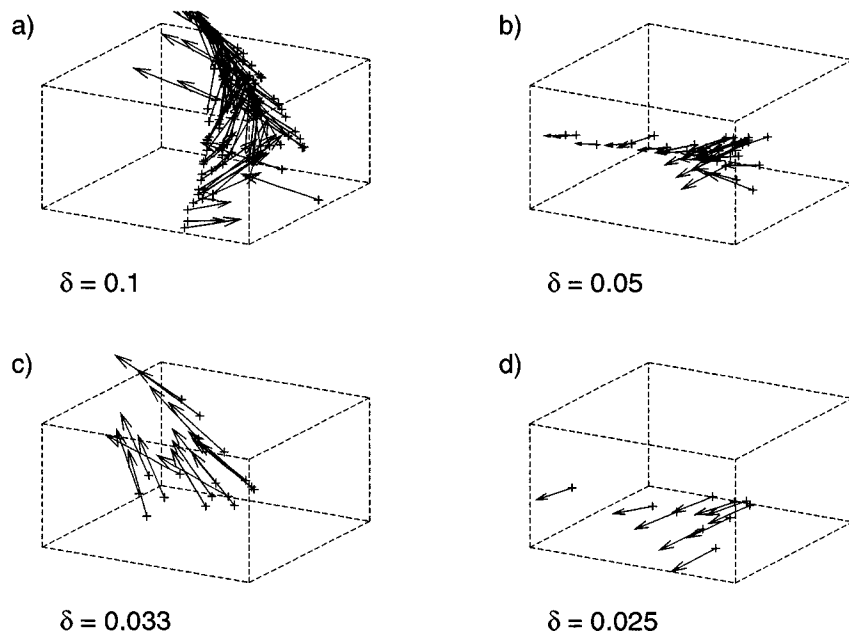 a)
b)
δ = 0.1
δ = 0.05
c)
d)
δ = 0.033
δ = 0.025